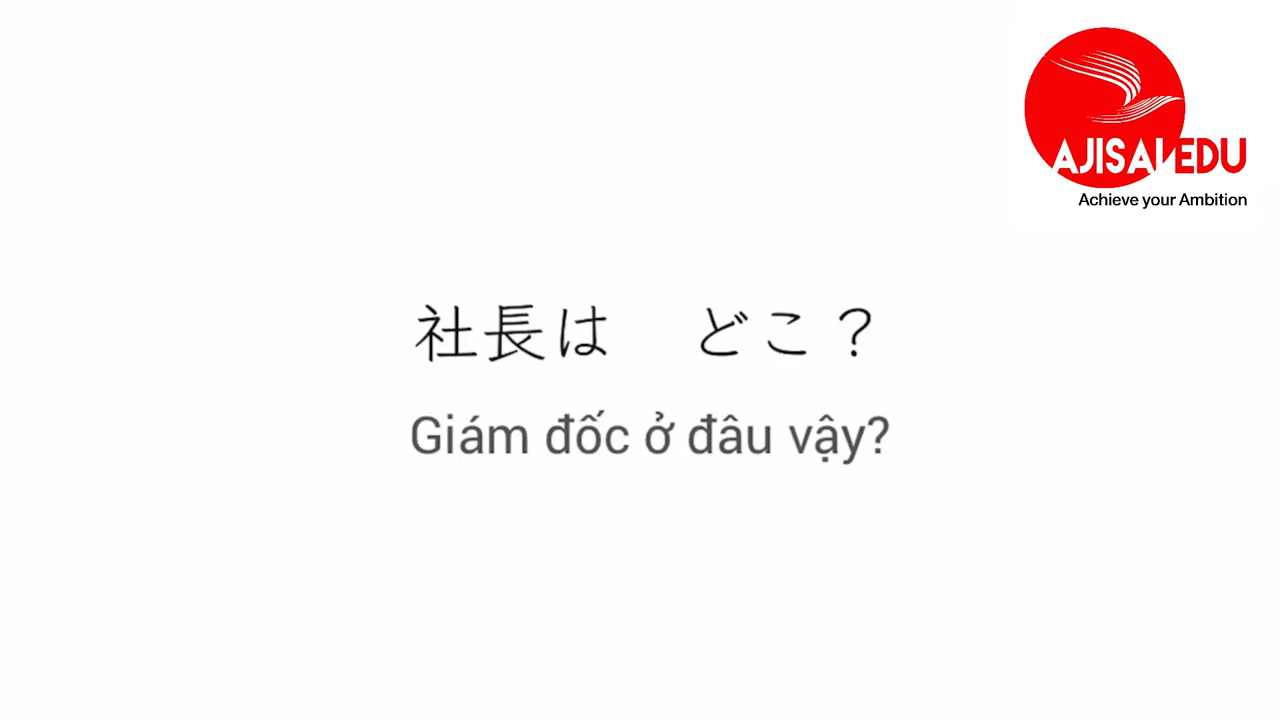 AJISAI EDU
Achieve your Ambition
社長は　どこ？
Giám đốc ở đâu vậy?